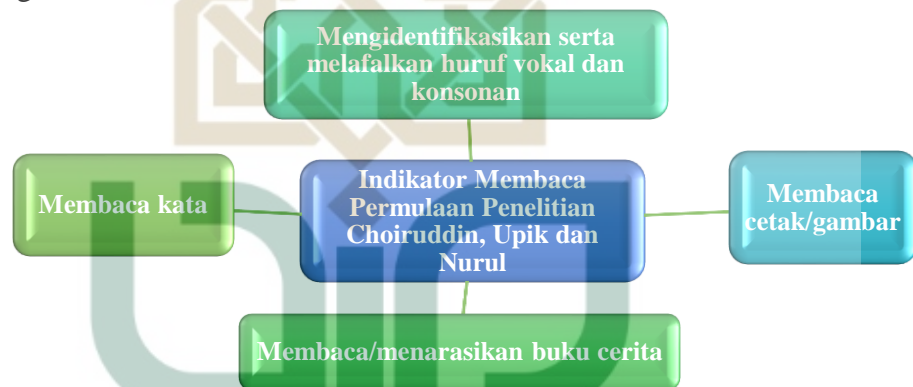 Mengidentifikasikan serta
melafalkan huruf vokal dan
konsonan
Membaca kata
Indikator Membaca
Permulaan Penelitian
Choiruddin, Upik dan
Nurul
Membaca
cetak/gambar
Membaca/menarasikan buku cerita